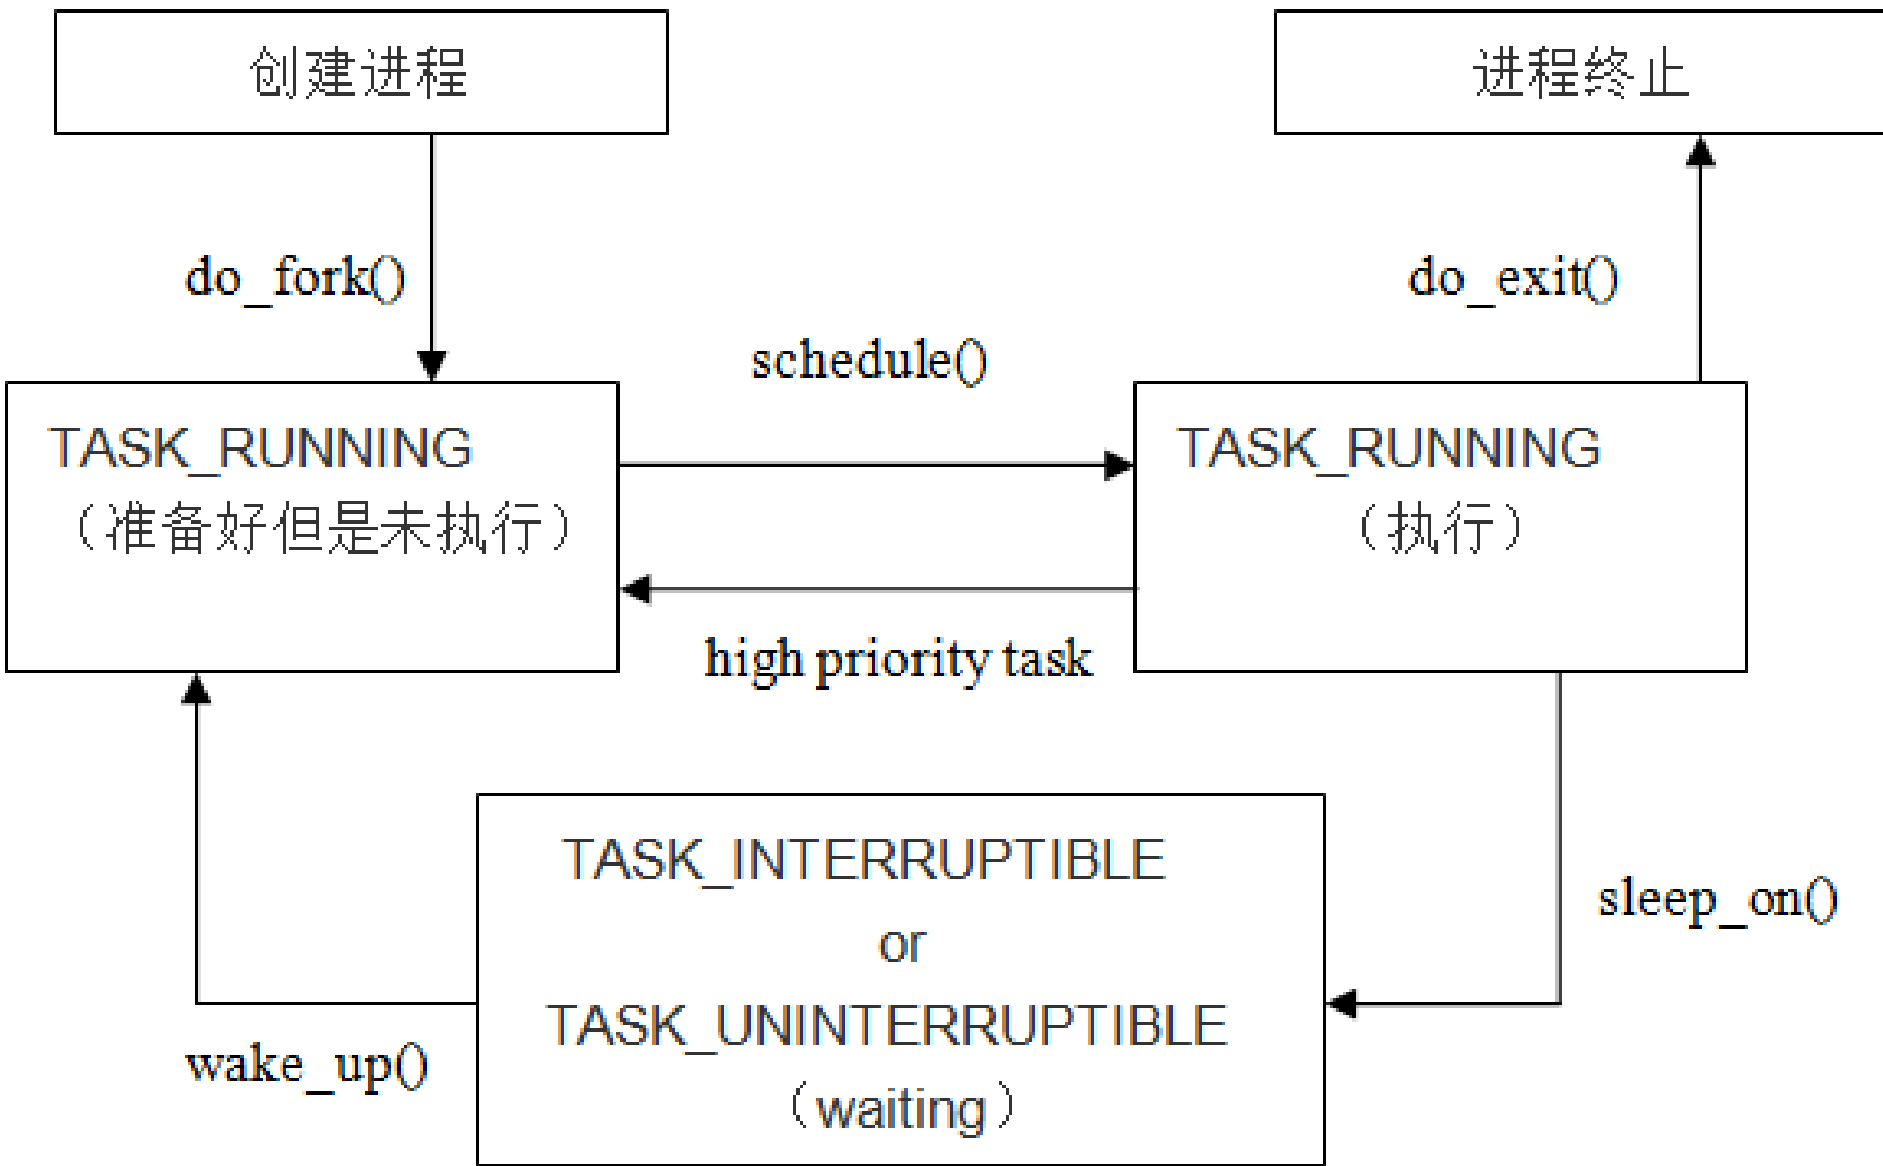 创建进程
进程终止
do_fork()
do_exit()
schedule()
TASK_RUNNING
（准备好但是未执行）
TASK_RUNNING
（执行）
high priority task
TASK_INTERRUPTIBLE
or
TASK_UNINTERRUPTIBLE
（waiting）
sleep_on()
wake_up()